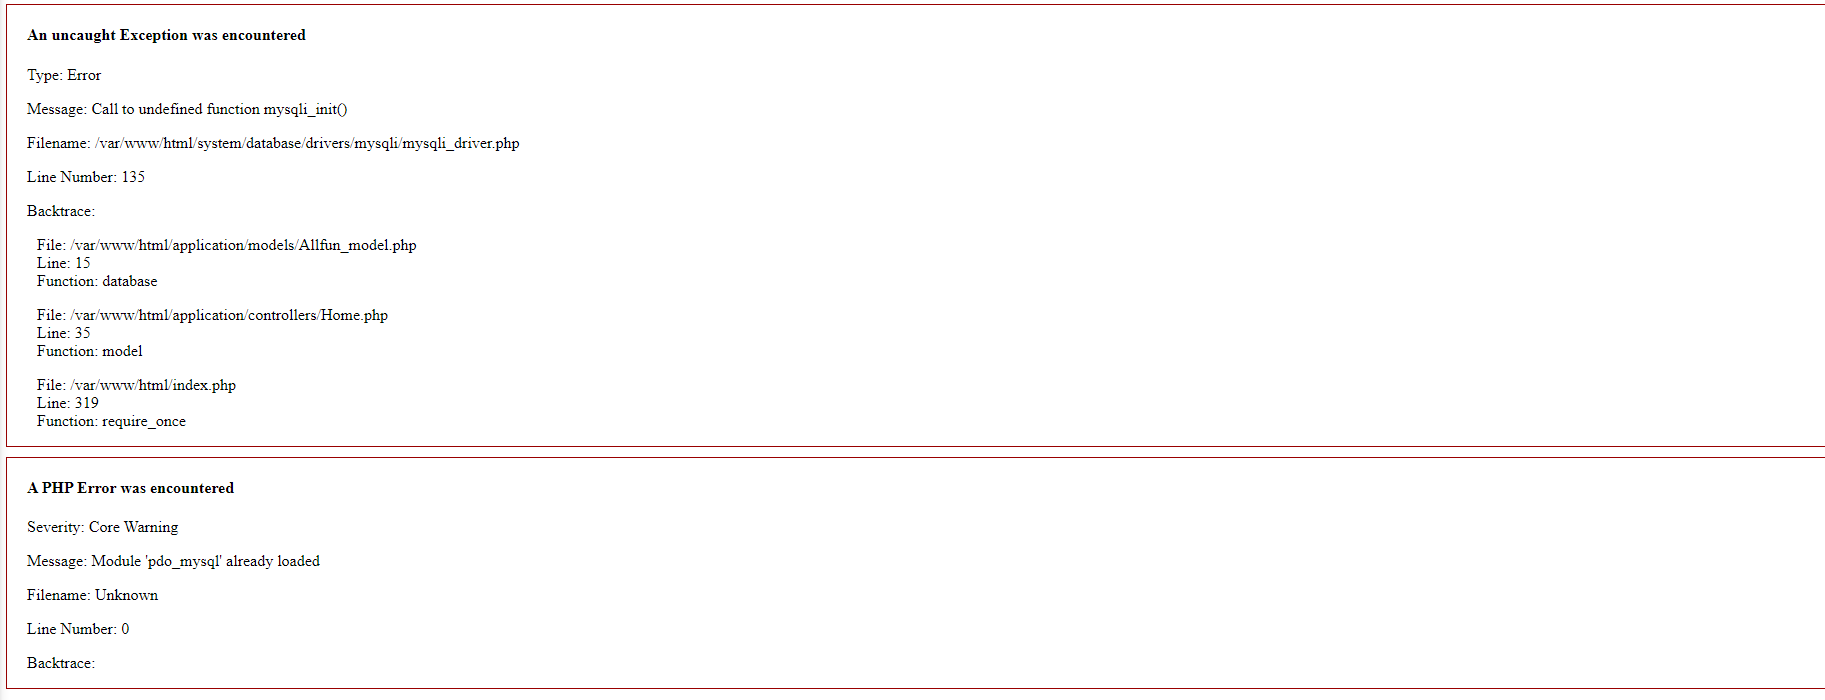 An uncaught Exception was encountered
Type: Error
Message: Call to undefined function mysqli_init()
Filename: /var/www/html/system/database/drivers/mysqli/mysqli_driver.php
Line Number: 135
Backtrace:
File: /var/www/html/application/models/Allfun_model.php
Line: 15
Function: database
File: /var/www/html/application/controllers/Home.php
Line: 35
Function: model
File: /var/www/html/index.php
Line: 319
Function: require_once
A PHP Error was encountered
Severity: Core Warning
Message: Module 'pdo_mysql' already loaded
Filename: Unknown
Line Number: 0
Backtrace: